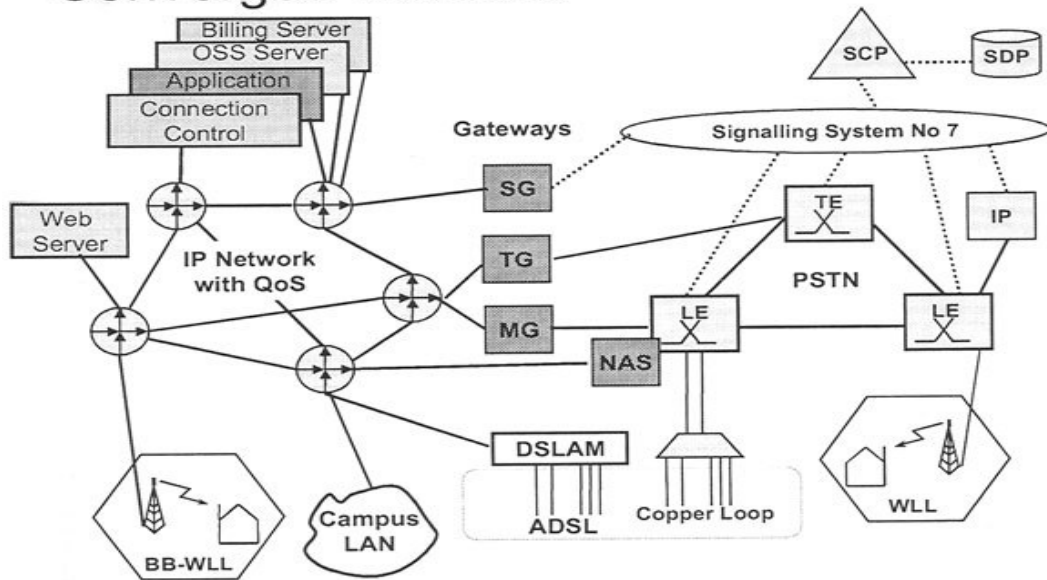 Billing Server
OSS Server
Application
Connection
Control
SCP
SDP
Gateways
Signalling System No 7
SG
TE
IP
Web
Server
IP Network
with QoS
TG
PSTN
MG
LE
LE
NAS
DSLAM
ADSL
Copper Loop
WLL
Campus
LAN
BB-WLL